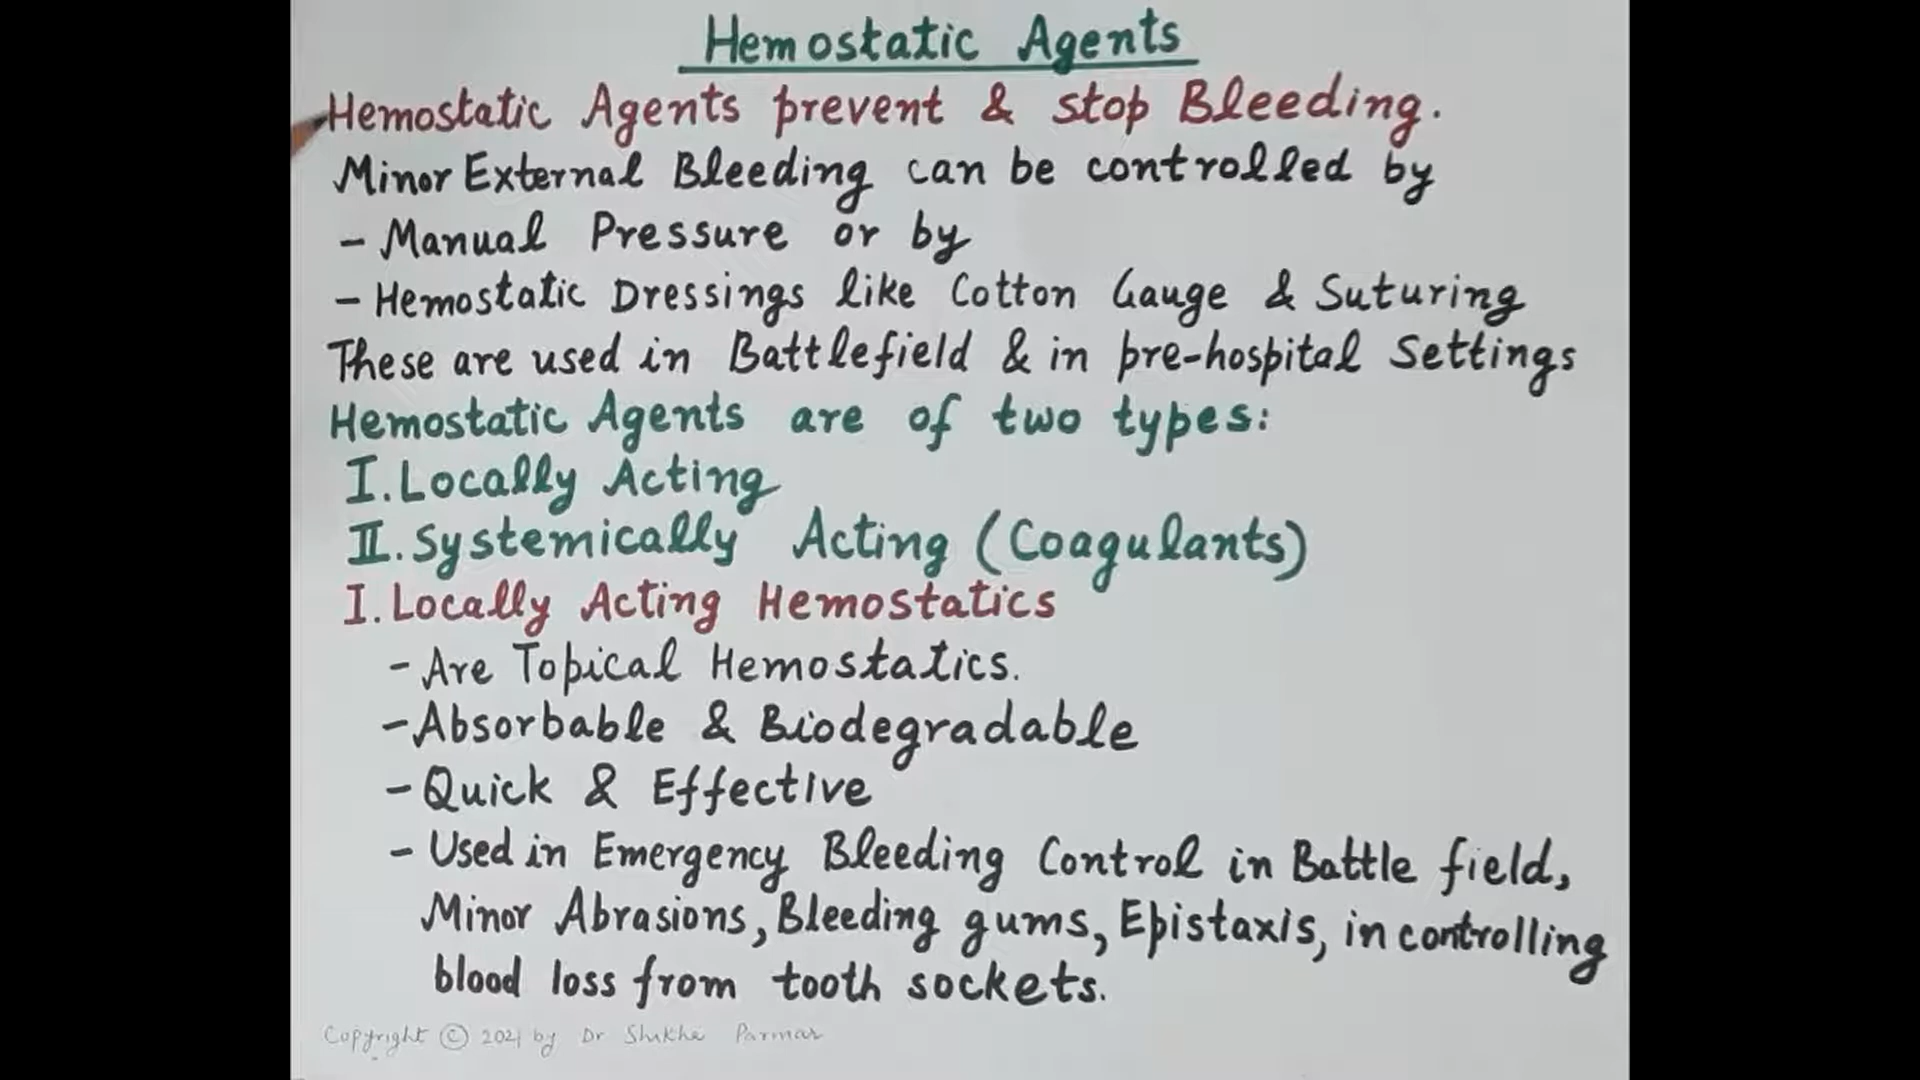 Hemostatic Agents
Hemostatic Agents prevent & stop Bleeding.
Minor External Bleeding can be controlled by
- Manual Pressure or by
- Hemostatic Dressings like Cotton Gauge & Suturing
These are used in Battlefield & in pre-hospital Settings
Hemostatic Agents are of two types:
I. Locally Acting
II. Systemically Acting (Coagulants)
I. Locally Acting Hemostatics
- Are Topical Hemostatics.
- Absorbable & Biodegradable
- Quick & Effective
- Used in Emergency Bleeding Control in Battle field,
Minor Abrasions, Bleeding gums, Epistaxis, in controlling
blood loss from tooth sockets.
Copyright © 2021 by Dr Shikha Parmar